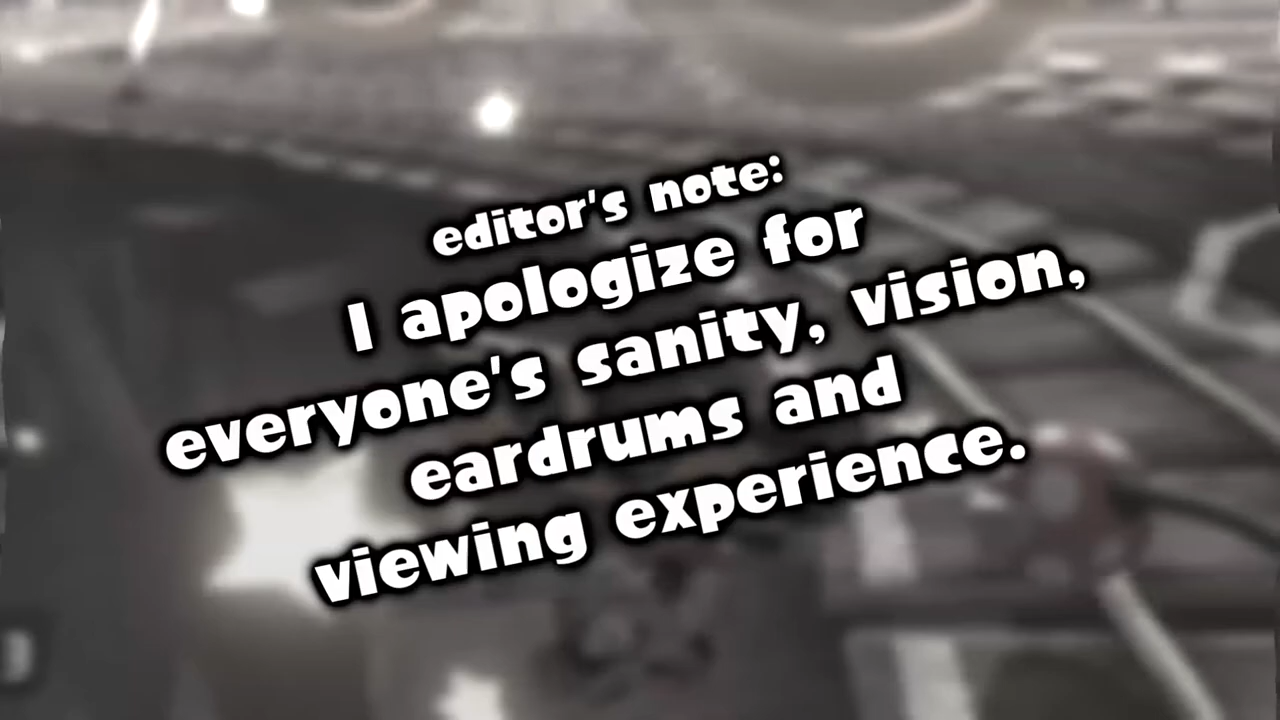 editor's note:
I apologize for
everyone's sanity, vision,
eardrums and
viewing experience.